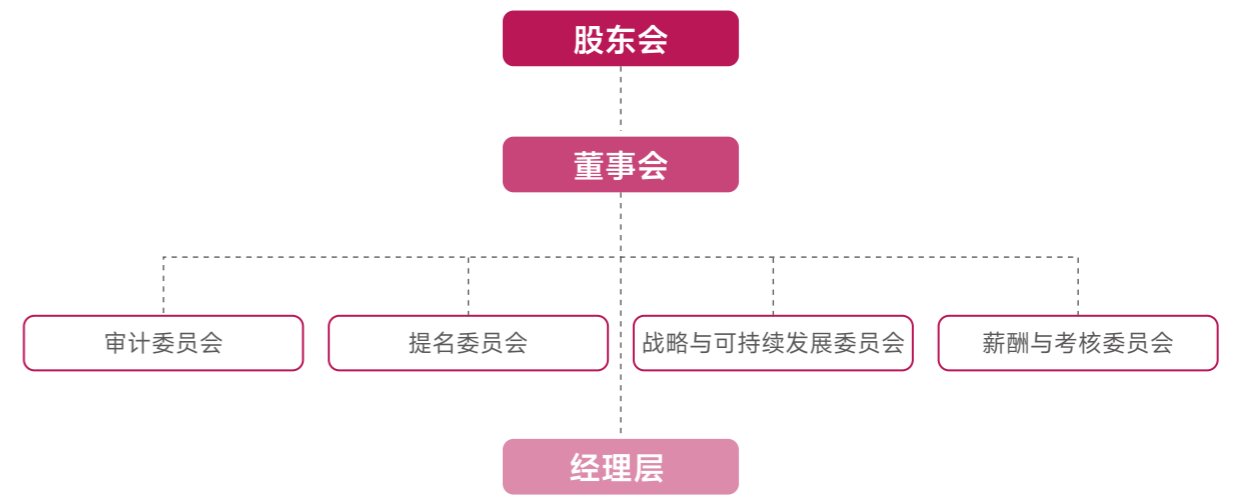 股东会
董事会
审计委员会
提名委员会
战略与可持续发展委员会
薪酬与考核委员会
经理层